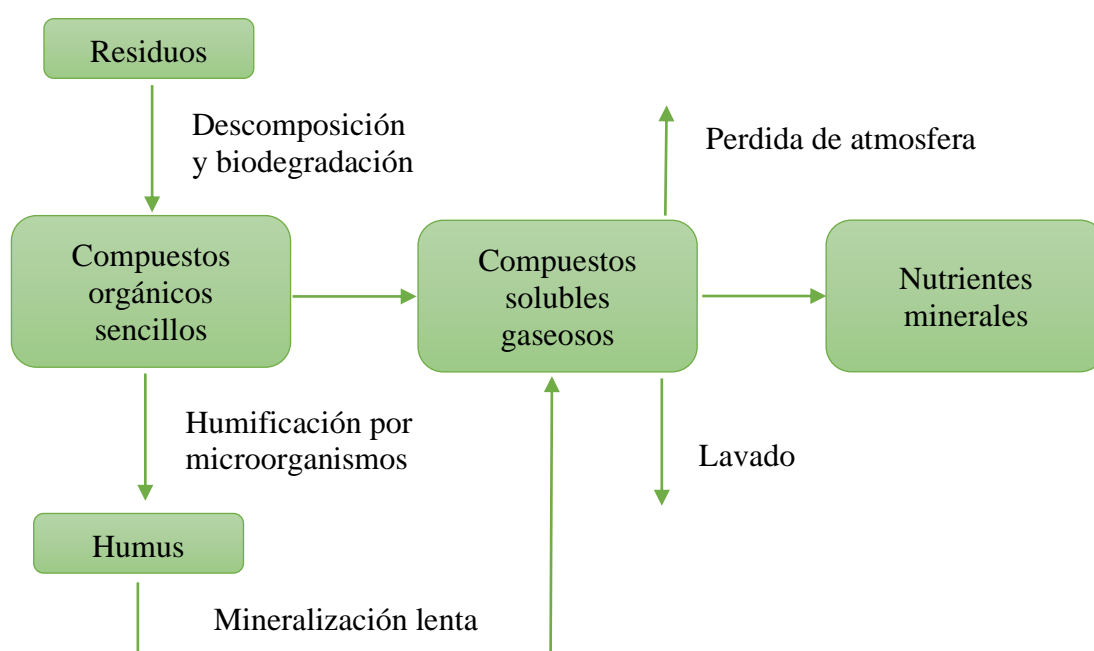 Residuos
Descomposición
y biodegradación
Perdida de atmosfera
Compuestos
orgánicos
sencillos
Compuestos
solubles
gaseosos
Nutrientes
minerales
Humificación por
microorganismos
Lavado
Humus
Mineralización lenta